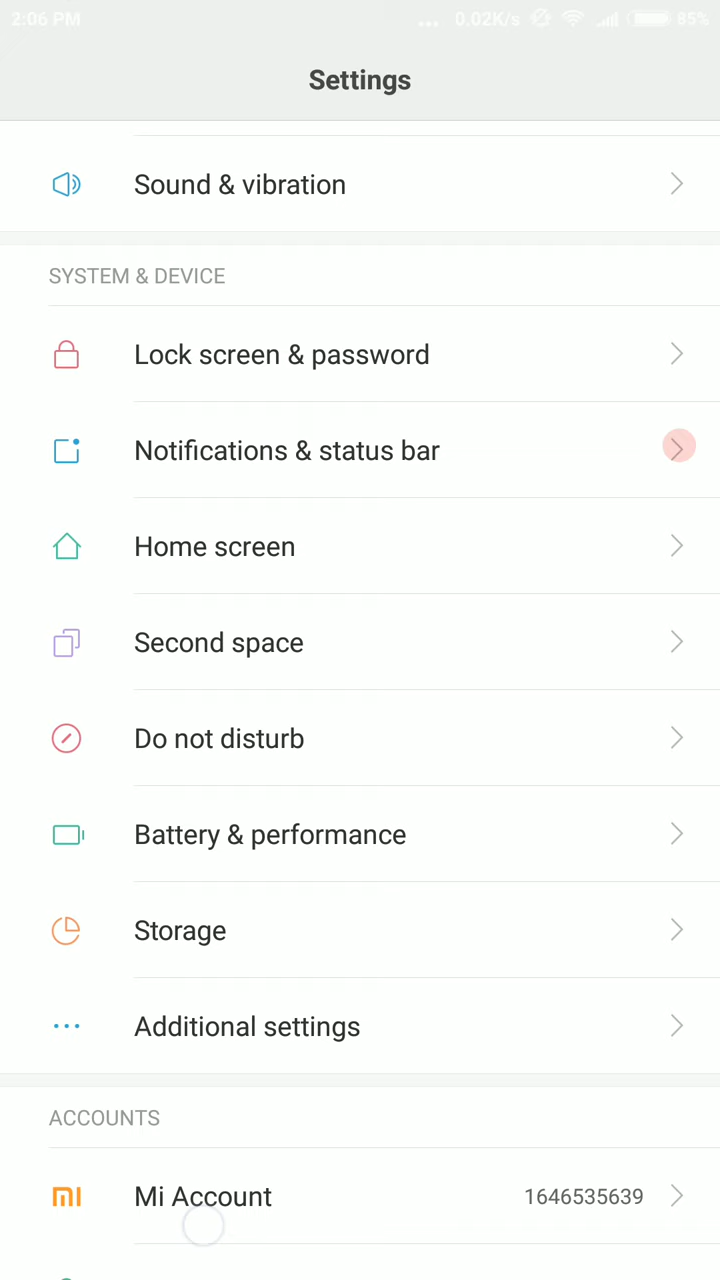 2:06 PM ... 0.02K/s 85%
Settings
Sound & vibration
SYSTEM & DEVICE
Lock screen & password
Notifications & status bar
Home screen
Second space
Do not disturb
Battery & performance
Storage
Additional settings
ACCOUNTS
Mi Account 1646535639